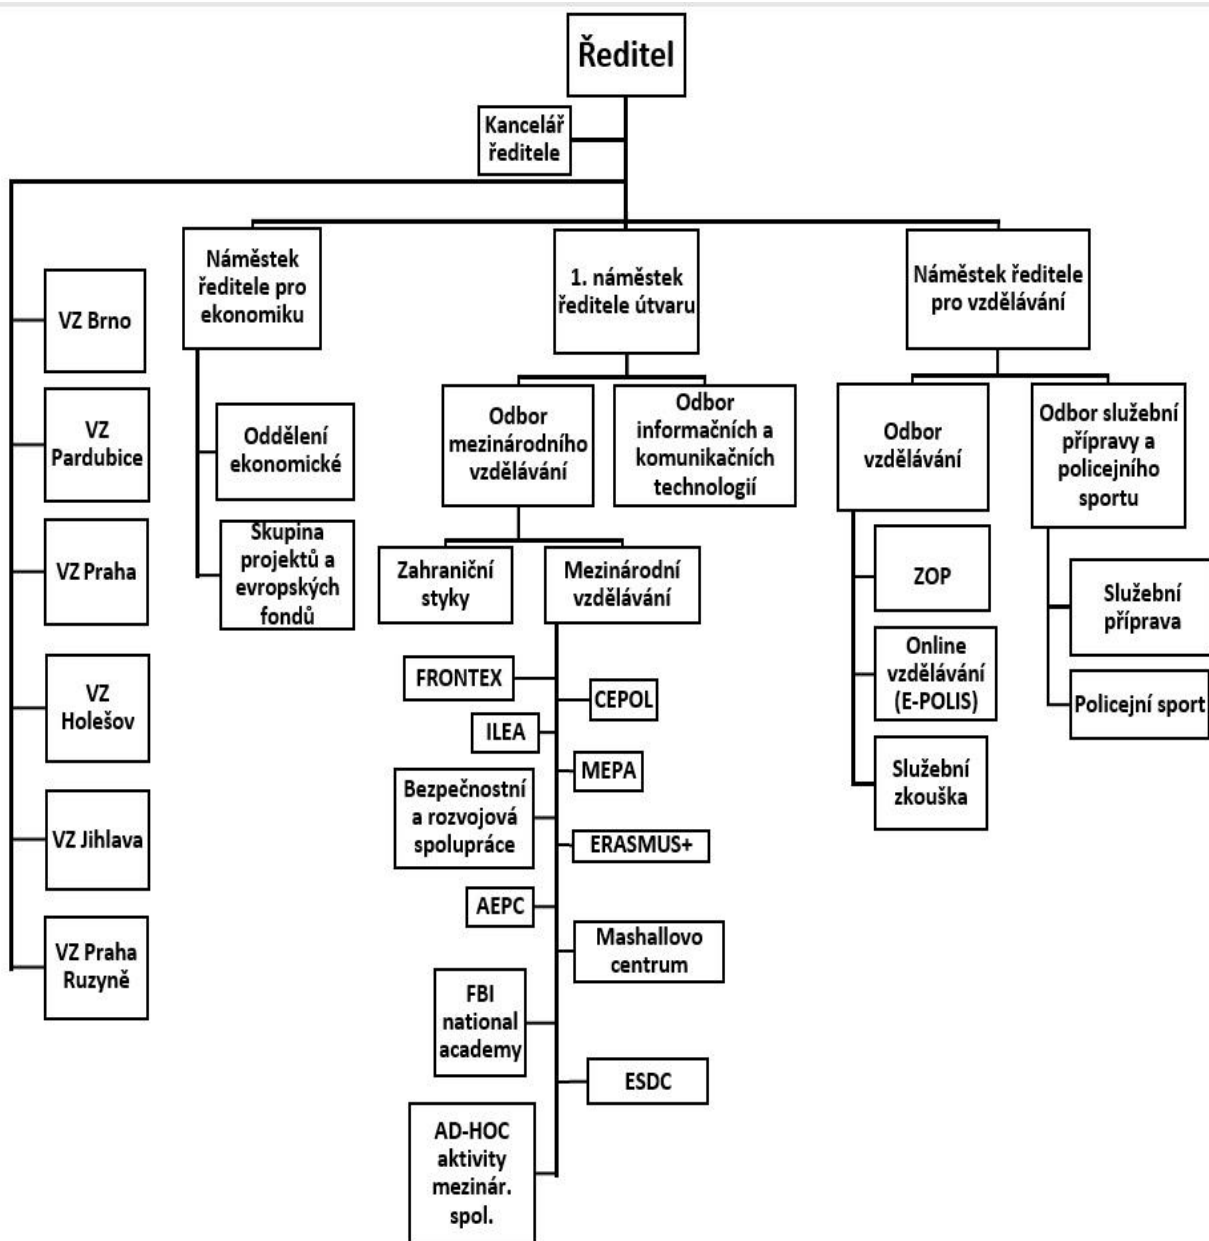 Ředitel
Kancelář
ředitele
Náměstek
ředitele pro
ekonomiku
1. náměstek
ředitele útvaru
Náměstek ředitele
pro vzdělávání
VZ Brno
VZ
Pardubice
VZ Praha
VZ
Holešov
VZ Jihlava
VZ Praha
Ruzyně
Oddělení
ekonomické
Skupina
projektů a
evropských
fondů
Odbor
mezinárodního
vzdělávání
Odbor
informačních a
komunikačních
technologií
Zahraniční
styky
Mezinárodní
vzdělávání
FRONTEX
CEPOL
ILEA
MEPA
Bezpečnostní
a rozvojová
spolupráce
ERASMUS+
AEPC
Mashallovo
centrum
FBI
national
academy
ESDC
AD-HOC
aktivity
mezinár.
spol.
Odbor
vzdělávání
Odbor služební
přípravy a
policejního
sportu
ZOP
Online
vzdělávání
(E-POLIS)
Služební
zkouška
Služební
příprava
Policejní sport